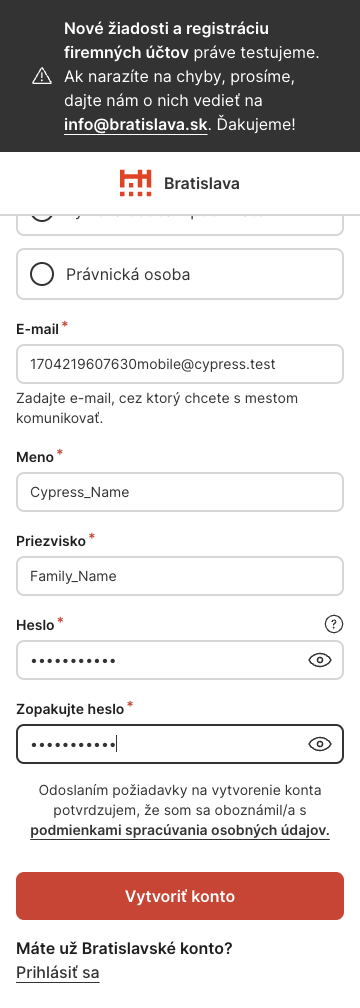 Nové žiadosti a registráciu
firemných účtov práve testujeme.
Ak narazíte na chyby, prosíme,
dajte nám o nich vedieť na
info@bratislava.sk. Ďakujeme!
Bratislava
Právnická osoba
E-mail*
1704219607630mobile@cypress.test
Zadajte e-mail, cez ktorý chcete s mestom
komunikovať.
Meno*
Cypress_Name
Priezvisko*
Family_Name
Heslo*
•••••••••••
Zopakujte heslo*
•••••••••••
Odoslaním požiadavky na vytvorenie konta
potvrdzujem, že som sa oboznámil/a s
podmienkami spracúvania osobných údajov.
Vytvoriť konto
Máte už Bratislavské konto?
Prihlásiť sa